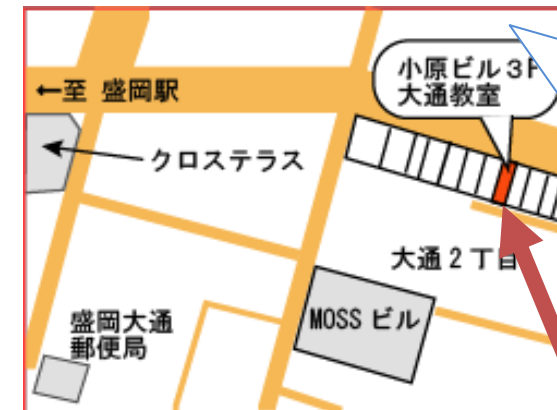 ←至 盛岡駅
小原ビル3F
大通教室
クロステラス
大通2丁目
MOSS ビル
盛岡大通
郵便局